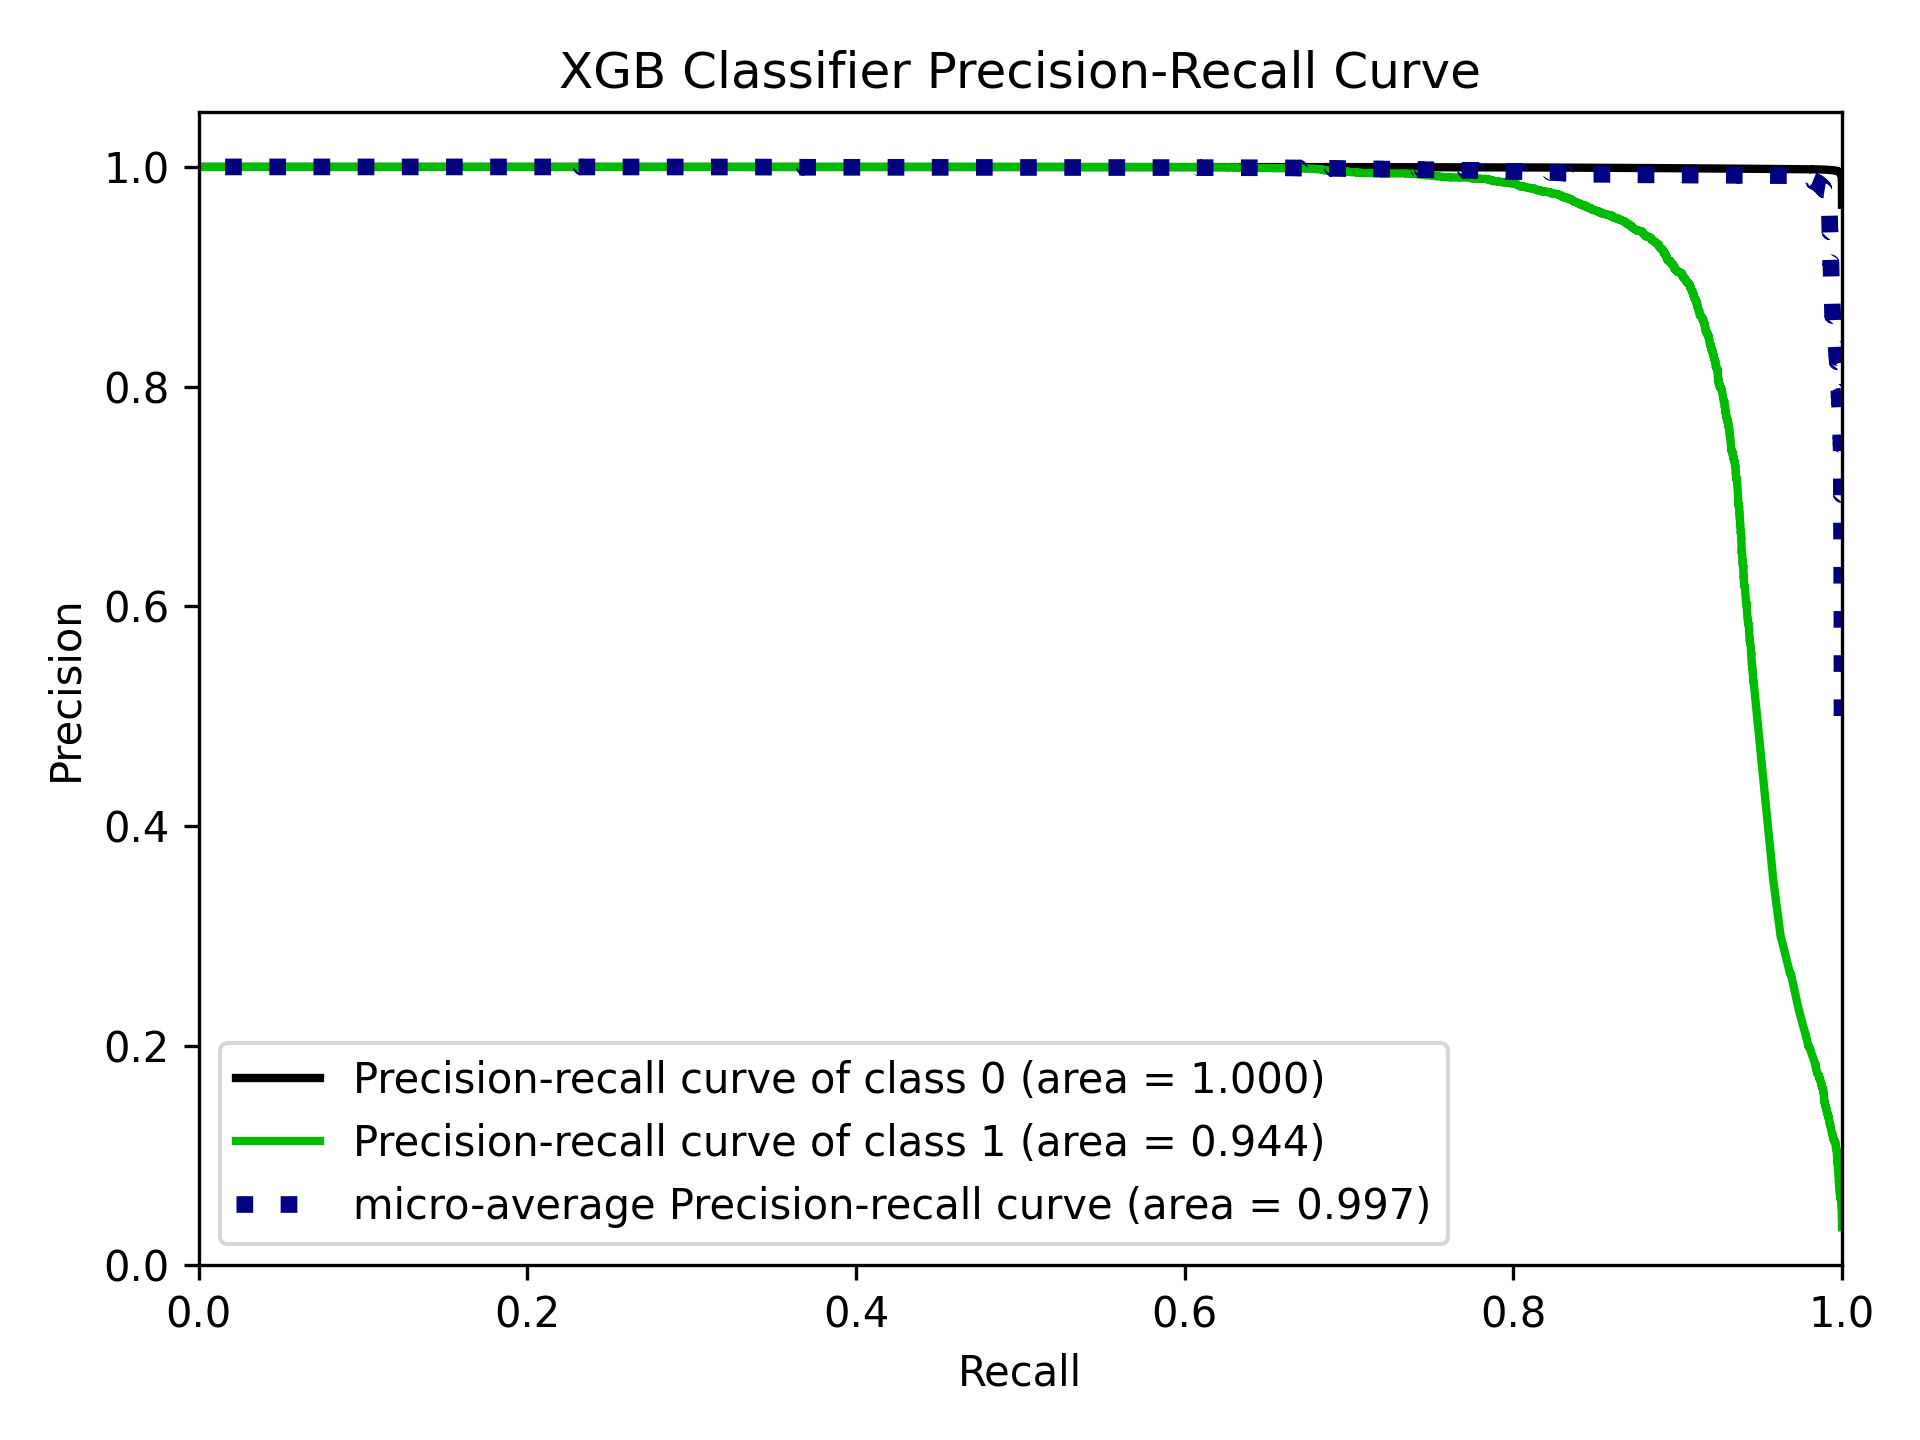 XGB Classifier Precision-Recall Curve
1.0
0.8
0.6
0.4
0.2
0.0
Precision
Precision-recall curve of class 0 (area = 1.000)
Precision-recall curve of class 1 (area = 0.944)
micro-average Precision-recall curve (area = 0.997)
0.0 0.2 0.4 0.6 0.8 1.0
Recall